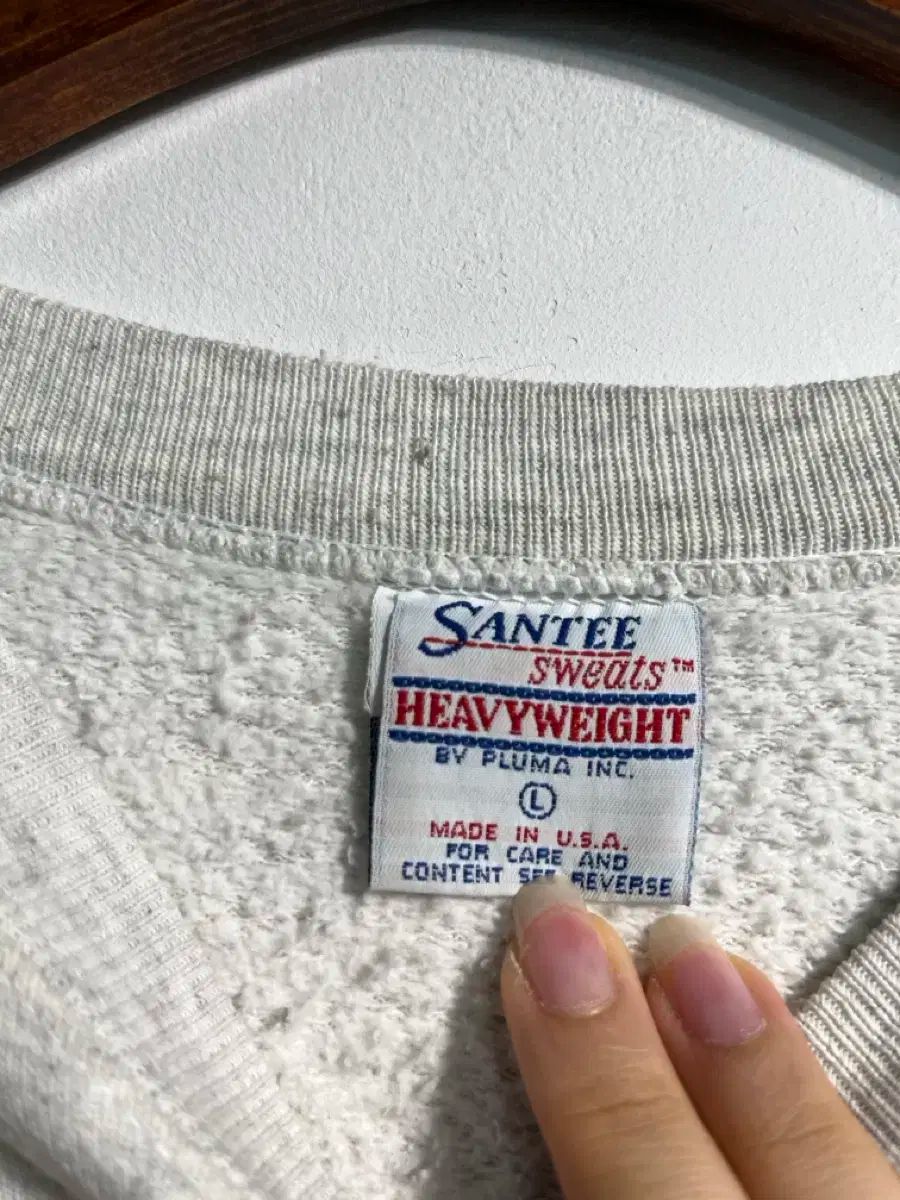 SANTEE
sweats™
HEAVYWEIGHT
BY PLUMA INC.
L
MADE IN U.S.A.
FOR CARE AND
CONTENT SEE REVERSE